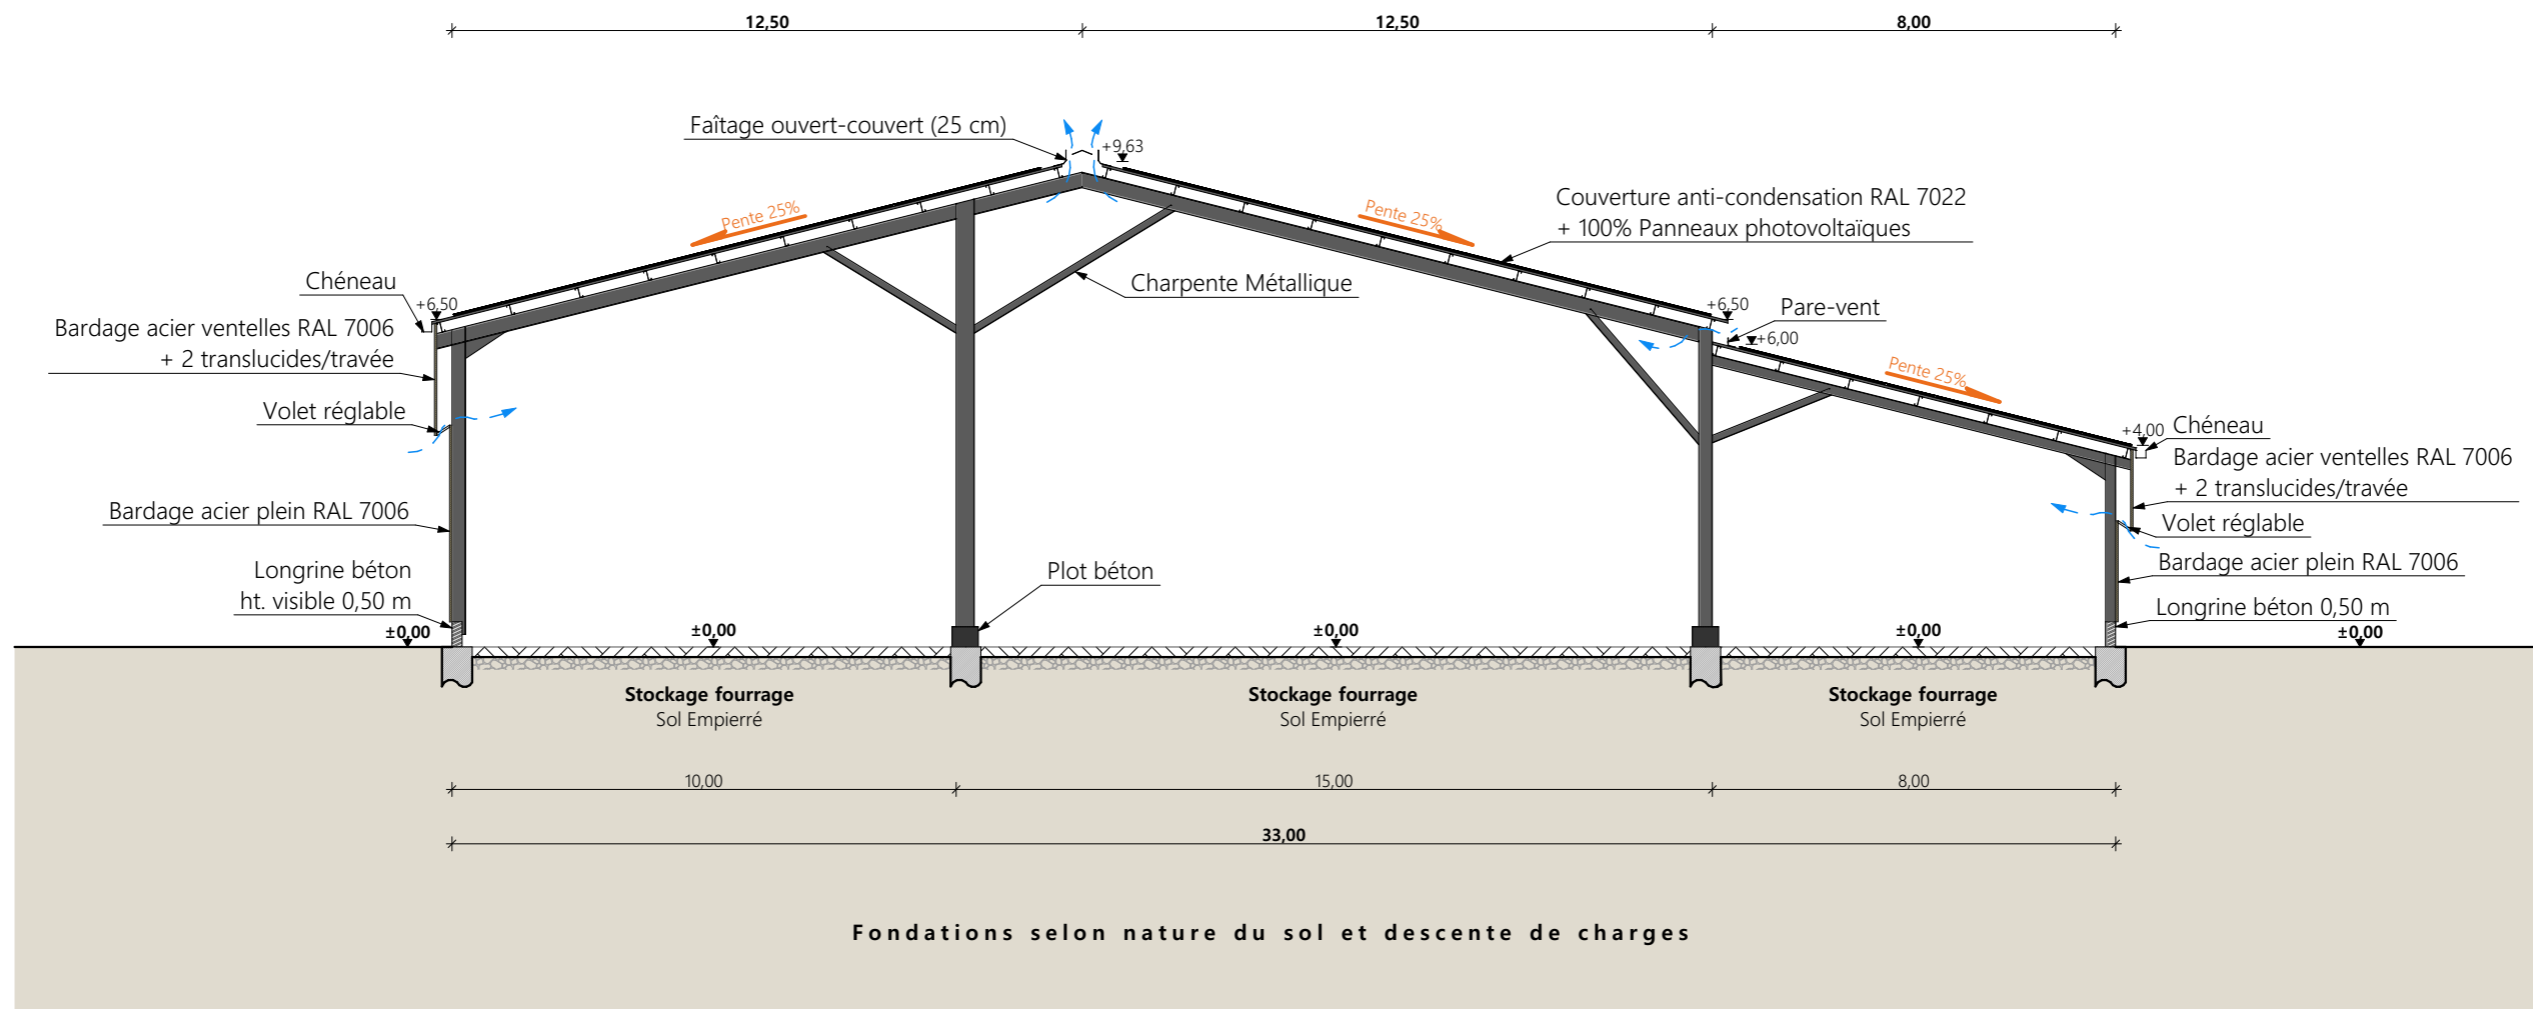 12,50
12,50
8,00
Faîtage ouvert-couvert (25 cm)
+9,63
Couverture anti-condensation RAL 7022
+ 100% Panneaux photovoltaïques
Pente 25%
Pente 25%
Chéneau
+6,50
Charpente Métallique
+6,50
Pare-vent
Bardage acier ventelles RAL 7006
+ 2 translucides/travée
+6,00
Pente 25%
Volet réglable
+4,00
Chéneau
Bardage acier ventelles RAL 7006
+ 2 translucides/travée
Bardage acier plein RAL 7006
Volet réglable
Longrine béton
ht. visible 0,50 m
Plot béton
Bardage acier plein RAL 7006
Longrine béton 0,50 m
±0,00
±0,00
±0,00
±0,00
±0,00
Stockage fourrage
Sol Empierré
Stockage fourrage
Sol Empierré
Stockage fourrage
Sol Empierré
10,00
15,00
8,00
33,00
Fondations selon nature du sol et descente de charges